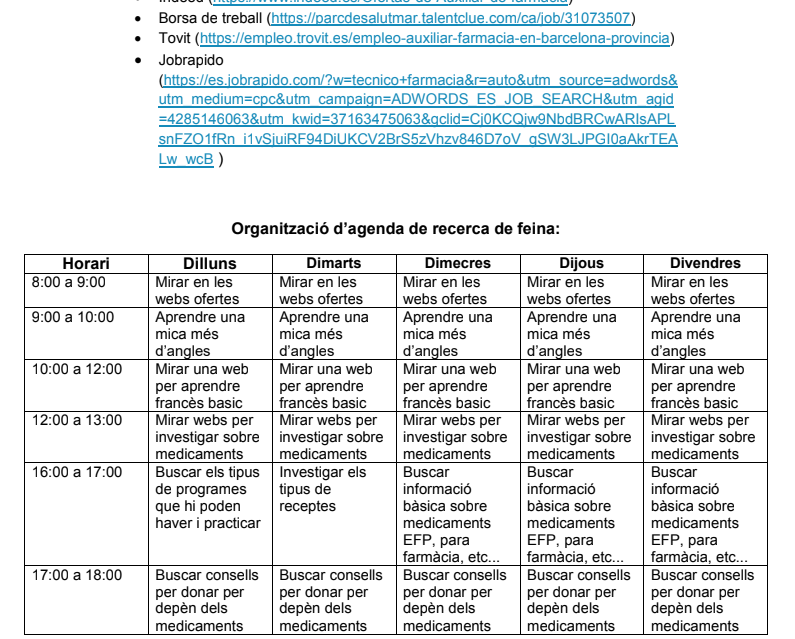 Indeed (https://www.indeed.es/Ofertas-de-Auxiliar-de-farmacia)
Borsa de treball (https://parcdesalutmar.talentclue.com/ca/job/31073507)
Tovit (https://empleo.trovit.es/empleo-auxiliar-farmacia-en-barcelona-provincia)
Jobrapido
(https://es.jobrapido.com/?w=tecnico+farmacia&r=auto&utm_source=adwords&
utm_medium=cpc&utm_campaign=ADWORDS_ES_JOB_SEARCH&utm_agid
=4285146063&utm_kwid=37163475063&gclid=Cj0KCQjw9NbdBRCwARIsAPL
snFZO1fRn_i1vSjuiRF94DiUKCV2BrS5zVhzv846D7oV_gSW3LJPGI0aAkrTEA
Lw_wcB )
Organització d’agenda de recerca de feina:
Horari Dilluns Dimarts Dimecres Dijous Divendres
8:00 a 9:00 Mirar en les Mirar en les Mirar en les Mirar en les Mirar en les
webs ofertes webs ofertes webs ofertes webs ofertes webs ofertes
9:00 a 10:00 Aprendre una Aprendre una Aprendre una Aprendre una Aprendre una
mica més mica més mica més mica més mica més
d’angles d’angles d’angles d’angles d’angles
10:00 a 12:00 Mirar una web Mirar una web Mirar una web Mirar una web Mirar una web
per aprendre per aprendre per aprendre per aprendre per aprendre
francès basic francès basic francès basic francès basic francès basic
12:00 a 13:00 Mirar webs per Mirar webs per Mirar webs per Mirar webs per Mirar webs per
investigar sobre investigar sobre investigar sobre investigar sobre investigar sobre
medicaments medicaments medicaments medicaments medicaments
16:00 a 17:00 Buscar els tipus Investigar els Buscar Buscar Buscar
de programes tipus de informació informació informació
que hi poden receptes bàsica sobre bàsica sobre bàsica sobre
haver i practicar medicaments medicaments medicaments
EFP, para EFP, para EFP, para
farmàcia, etc... farmàcia, etc... farmàcia, etc...
17:00 a 18:00 Buscar consells Buscar consells Buscar consells Buscar consells Buscar consells
per donar per per donar per per donar per per donar per per donar per
depèn dels depèn dels depèn dels depèn dels depèn dels
medicaments medicaments medicaments medicaments medicaments